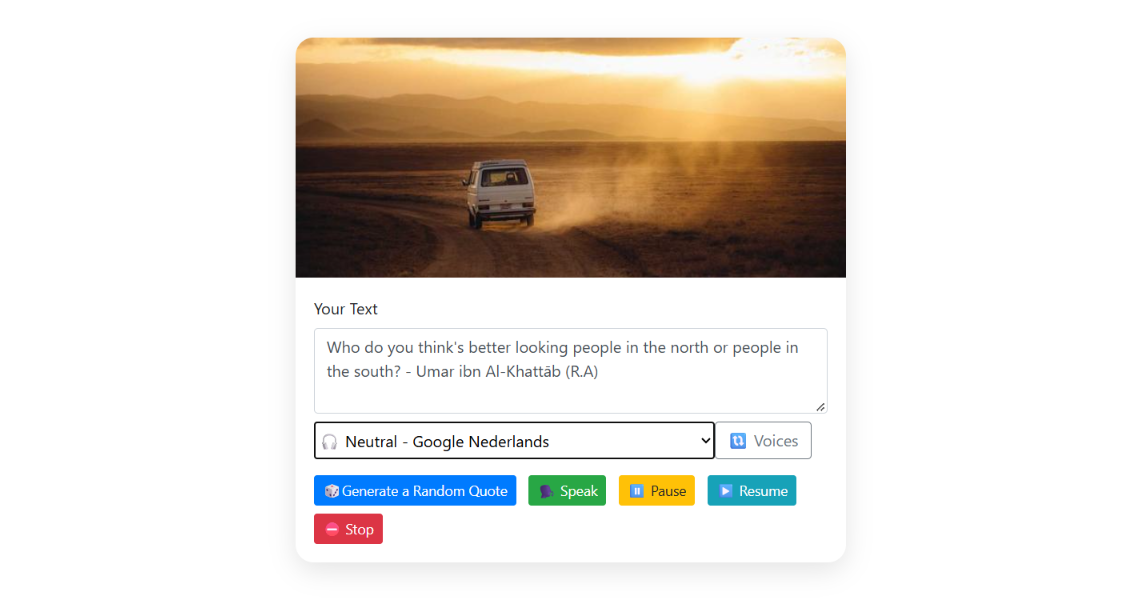 Your Text
Who do you think's better looking people in the north or people in
the south? - Umar ibn Al-Khattāb (R.A)
🎧 Neutral - Google Nederlands
🔃 Voices
🎲Generate a Random Quote
🗣 Speak
⏸ Pause
▶ Resume
⛔ Stop